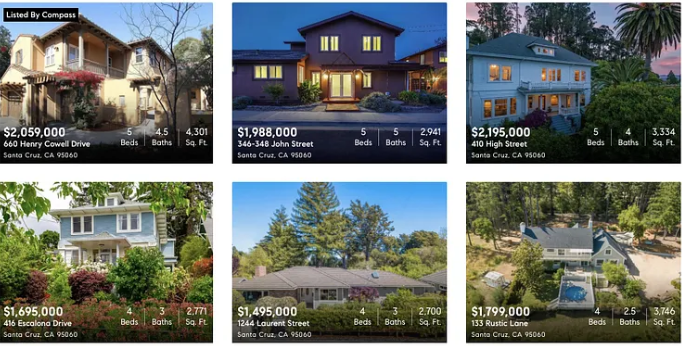 Listed By Compass
$2,059,000 5 4.5 4,301
660 Henry Cowell Drive Beds Baths Sq. Ft.
Santa Cruz, CA 95060
$1,988,000 5 5 2,941
346-348 John Street Beds Baths Sq. Ft.
Santa Cruz, CA 95060
$2,195,000 5 4 3,334
410 High Street Beds Baths Sq. Ft.
Santa Cruz, CA 95060
$1,695,000 4 3 2,771
416 Escalona Drive Beds Baths Sq. Ft.
Santa Cruz, CA 95060
$1,495,000 4 3 2,700
1244 Laurent Street Beds Baths Sq. Ft.
Santa Cruz, CA 95060
$1,799,000 4 2.5 3,746
133 Rustic Lane Beds Baths Sq. Ft.
Santa Cruz, CA 95060